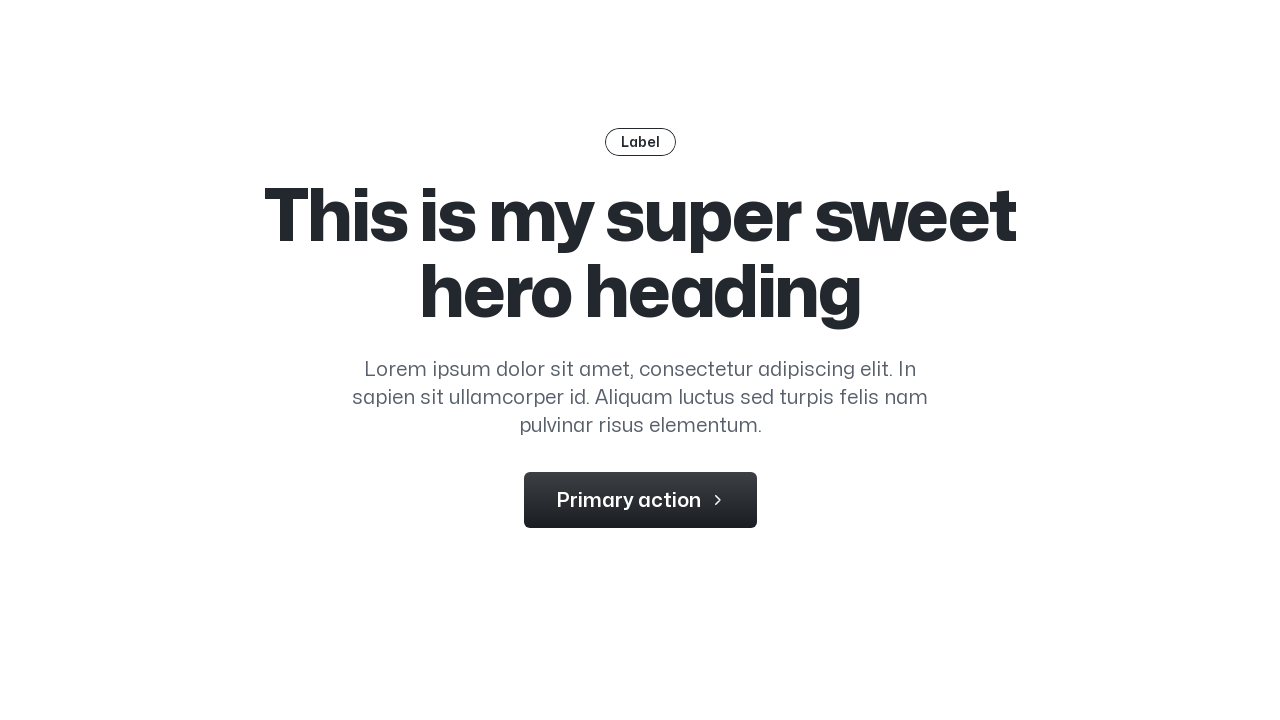 Label
This is my super sweet
hero heading
Lorem ipsum dolor sit amet, consectetur adipiscing elit. In
sapien sit ullamcorper id. Aliquam luctus sed turpis felis nam
pulvinar risus elementum.
Primary action